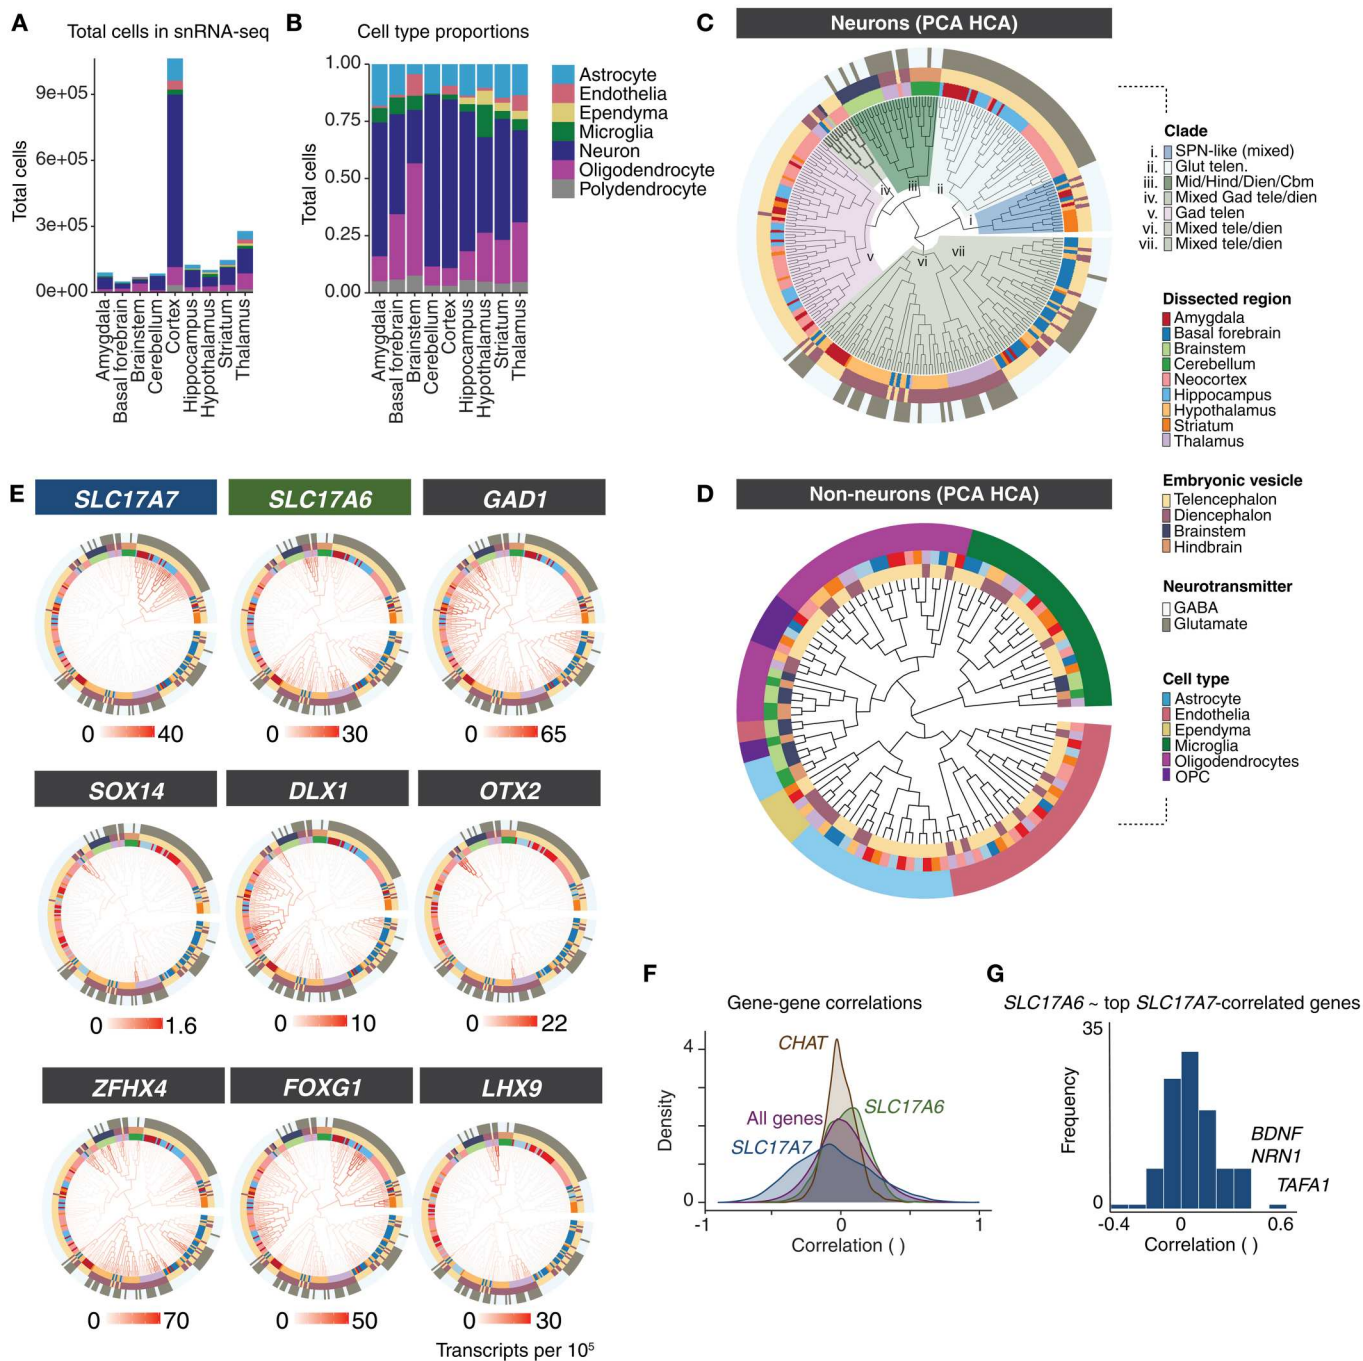 A
Total cells in snRNA-seq
Total cells
9e+05
6e+05
3e+05
0e+00
Amygdala
Basal forebrain
Brainstem
Cerebellum
Cortex
Hippocampus
Hypothalamus
Striatum
Thalamus
B
Cell type proportions
Total cells
1.00
0.75
0.50
0.25
0.00
Amygdala
Basal forebrain
Brainstem
Cerebellum
Cortex
Hippocampus
Hypothalamus
Striatum
Thalamus
Astrocyte
Endothelia
Ependyma
Microglia
Neuron
Oligodendrocyte
Polydendrocyte
C
Neurons (PCA HCA)
i
ii
iii
iv
v
vi
vii
Clade
i. SPN-like (mixed)
ii. Glut telen.
iii. Mid/Hind/Dien/Cbm
iv. Mixed Gad tele/dien
v. Gad telen
vi. Mixed tele/dien
vii. Mixed tele/dien
Dissected region
Amygdala
Basal forebrain
Brainstem
Cerebellum
Neocortex
Hippocampus
Hypothalamus
Striatum
Thalamus
Embryonic vesicle
Telencephalon
Diencephalon
Brainstem
Hindbrain
Neurotransmitter
GABA
Glutamate
Cell type
Astrocyte
Endothelia
Ependyma
Microglia
Oligodendrocytes
OPC
D
Non-neurons (PCA HCA)
E
SLC17A7
SLC17A6
GAD1
0 40
0 30
0 65
SOX14
DLX1
OTX2
0 1.6
0 10
0 22
ZFHX4
FOXG1
LHX9
0 70
0 50
0 30
Transcripts per 10⁵
F
Gene-gene correlations
Density
4
0
CHAT
All genes
SLC17A6
SLC17A7
-1
0
1
Correlation ( )
G
SLC17A6 ~ top SLC17A7-correlated genes
Frequency
35
0
BDNF
NRN1
TAFA1
-0.4
0
0.6
Correlation ( )